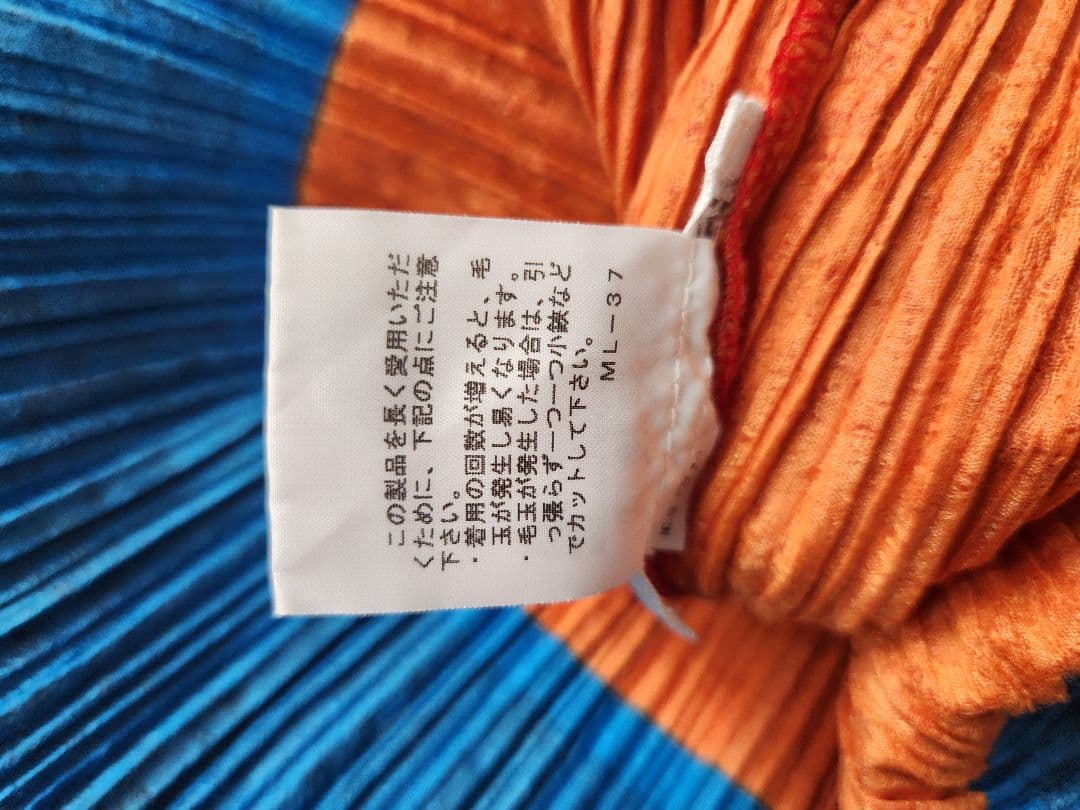 この製品を長く愛用いただ
くために、下記の点にご注意
下さい。
・着用の回数が増えると、毛
玉が発生し易くなります。
・毛玉が発生した場合は、引
っ張らず一つ一つ小鋏など
でカットして下さい。
ML-37